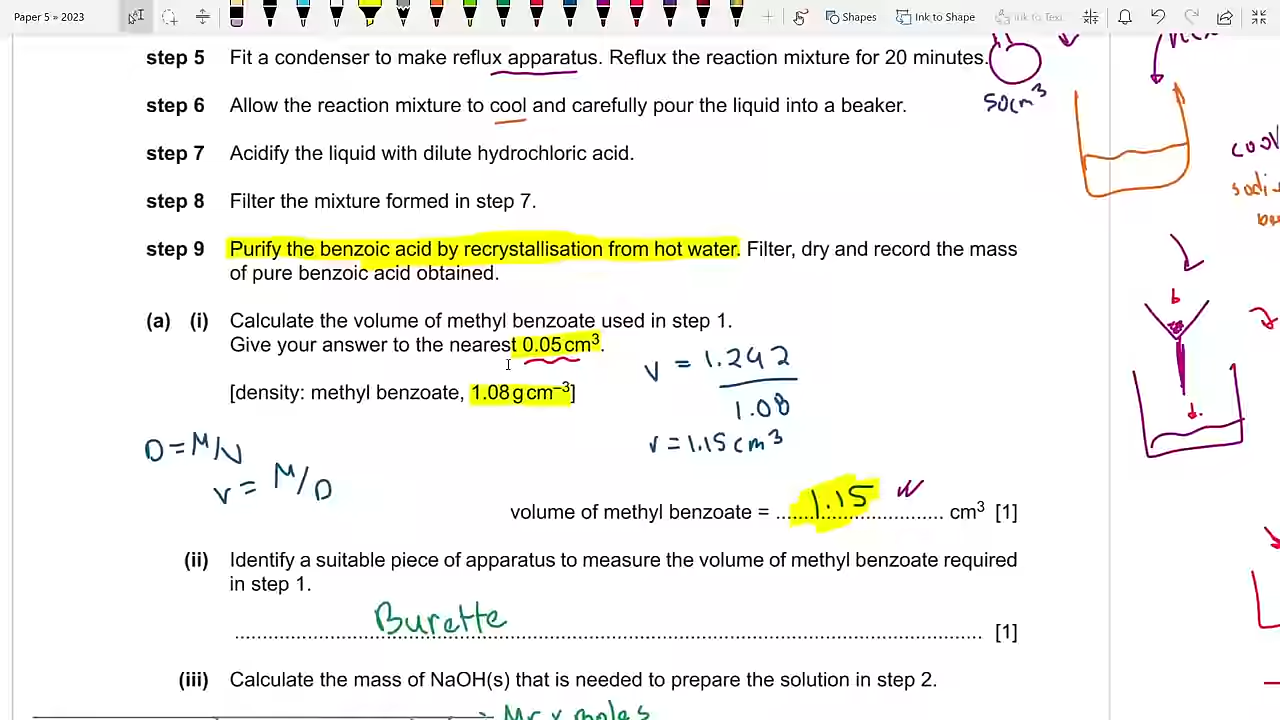 Paper 5 » 2023
Shapes
Ink to Shape
Ink to Text
step 5 Fit a condenser to make reflux apparatus. Reflux the reaction mixture for 20 minutes.
50cm³
step 6 Allow the reaction mixture to cool and carefully pour the liquid into a beaker.
step 7 Acidify the liquid with dilute hydrochloric acid.
step 8 Filter the mixture formed in step 7.
step 9 Purify the benzoic acid by recrystallisation from hot water. Filter, dry and record the mass
of pure benzoic acid obtained.
(a) (i) Calculate the volume of methyl benzoate used in step 1.
Give your answer to the nearest 0.05 cm³.
[density: methyl benzoate, 1.08 g cm⁻³]
V = 1.242
1.08
V = 1.15 cm³
D = M/V
V = M/D
volume of methyl benzoate = 1.15 cm³ [1]
(ii) Identify a suitable piece of apparatus to measure the volume of methyl benzoate required
in step 1.
Burette
[1]
(iii) Calculate the mass of NaOH(s) that is needed to prepare the solution in step 2.
= Mr x moles